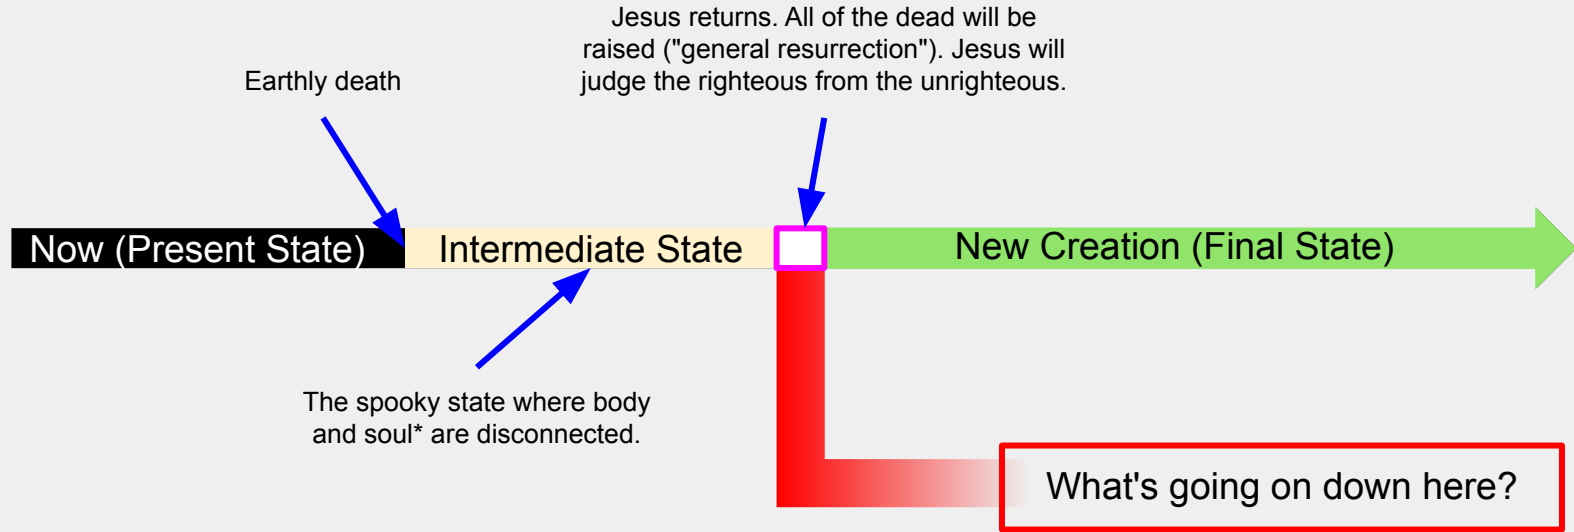 Jesus returns. All of the dead will be
raised ("general resurrection"). Jesus will
judge the righteous from the unrighteous.
Earthly death
Now (Present State)
Intermediate State
New Creation (Final State)
The spooky state where body
and soul* are disconnected.
What's going on down here?